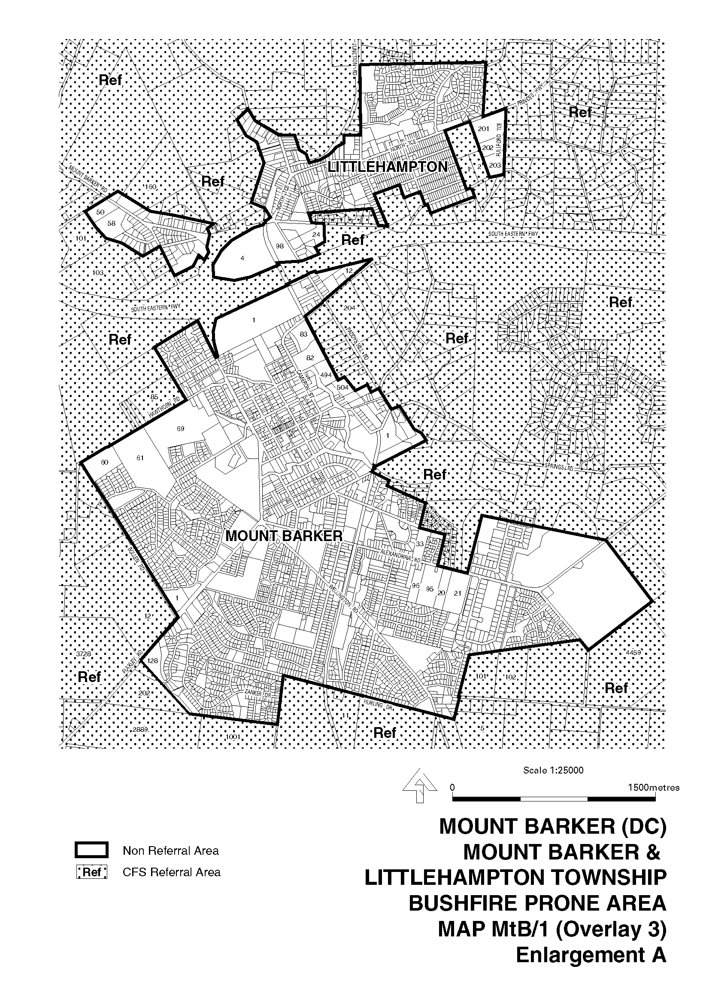 JUNCTION RD
Ref
PRINCES HWY
Ref
201
FULFORD TCE
NORTH TCE
202
LITTLEHAMPTON
1
2
203
MOUNT BARKER RD
Ref
160
NORTH TCE
50
58
101
24
Ref
SOUTH EASTERN FWY
98
4
103
12
SOUTH EASTERN FWY
204
Ref
1
83
PADDYS HILL RD
Ref
Ref
82
CAMERON ST
494
504
85
HAWTHORN RD
69
1
61
60
SPRINGS RD
Ref
MOUNT BARKER
33
ALEXANDRINA RD
BOLLEN RD
96
95
20
21
WELLINGTON RD
1
12
3728
FLAXLEY RD
128
4459
Ref
101
102
Ref
202
ZANKER DR
HURLING DR
11
2889
1001
Ref
5
Scale 1:25000
0
1500metres
MOUNT BARKER (DC)
MOUNT BARKER &
LITTLEHAMPTON TOWNSHIP
BUSHFIRE PRONE AREA
MAP MtB/1 (Overlay 3)
Enlargement A
Non Referral Area
Ref
CFS Referral Area